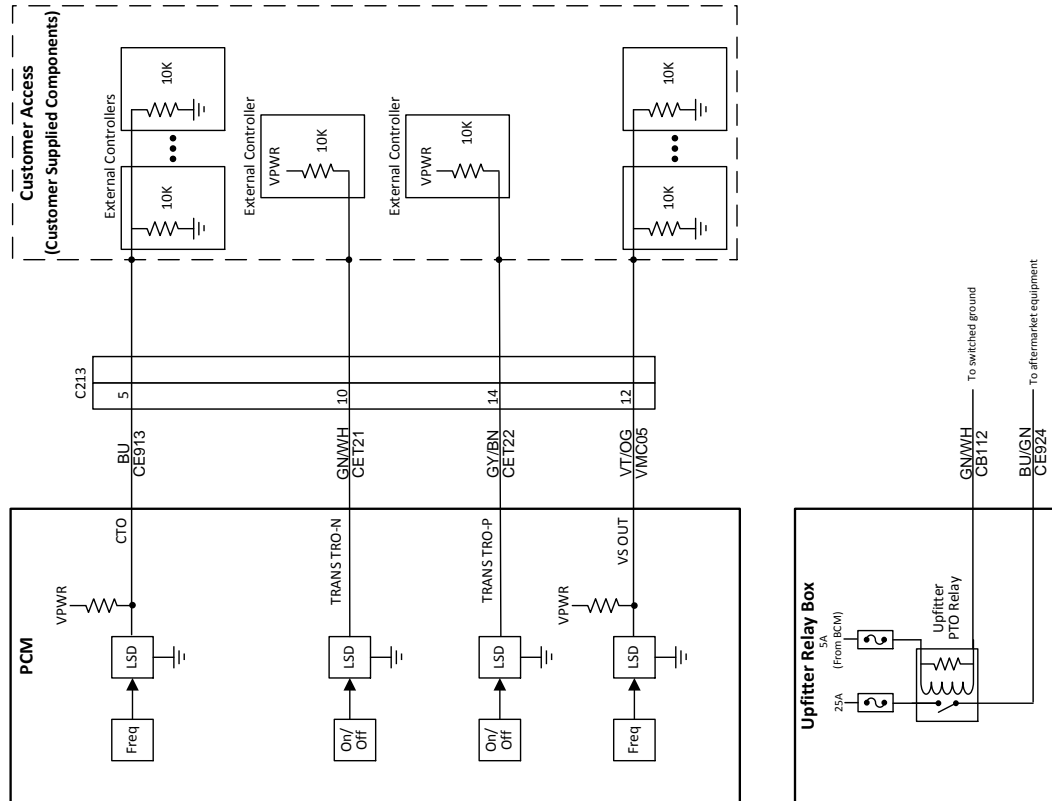 Customer Access
(Customer Supplied Components)
External Controllers
10K
10K
External Controller
VPWR
10K
External Controller
VPWR
10K
10K
10K
C213
5
10
14
12
BU
CE913
GN/WH
CET21
GY/BN
CET22
VT/OG
VMC05
PCM
CTO
VPWR
LSD
Freq
TRANS TRO-N
LSD
On/
Off
TRANS TRO-P
LSD
On/
Off
VS OUT
VPWR
LSD
Freq
Upfitter Relay Box
25A
5A
(From BCM)
Upfitter
PTO Relay
GN/WH
CB112
To switched ground
BU/GN
CE924
To aftermarket equipment